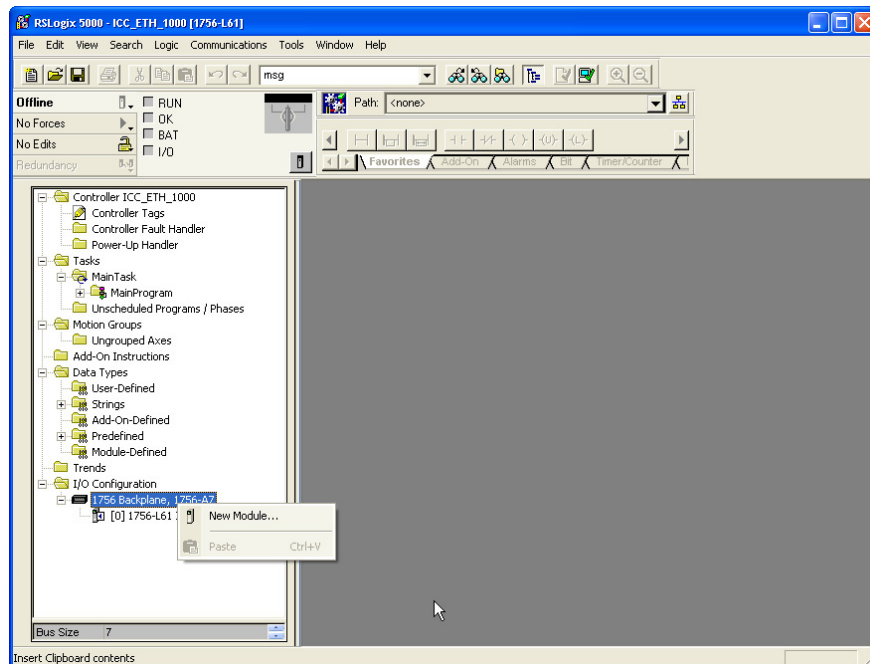 RSLogix 5000 - ICC_ETH_1000 [1756-L61]
File Edit View Search Logic Communications Tools Window Help
msg
Offline
RUN
No Forces
OK
No Edits
BAT
Redundancy
I/O
Path: <none>
Favorites Add-On Alarms Bit Timer/Counter
Controller ICC_ETH_1000
Controller Tags
Controller Fault Handler
Power-Up Handler
Tasks
MainTask
MainProgram
Unscheduled Programs / Phases
Motion Groups
Ungrouped Axes
Add-On Instructions
Data Types
User-Defined
Strings
Add-On-Defined
Predefined
Module-Defined
Trends
I/O Configuration
1756 Backplane, 1756-A7
[0] 1756-L61
New Module...
Paste Ctrl+V
Bus Size 7
Insert Clipboard contents